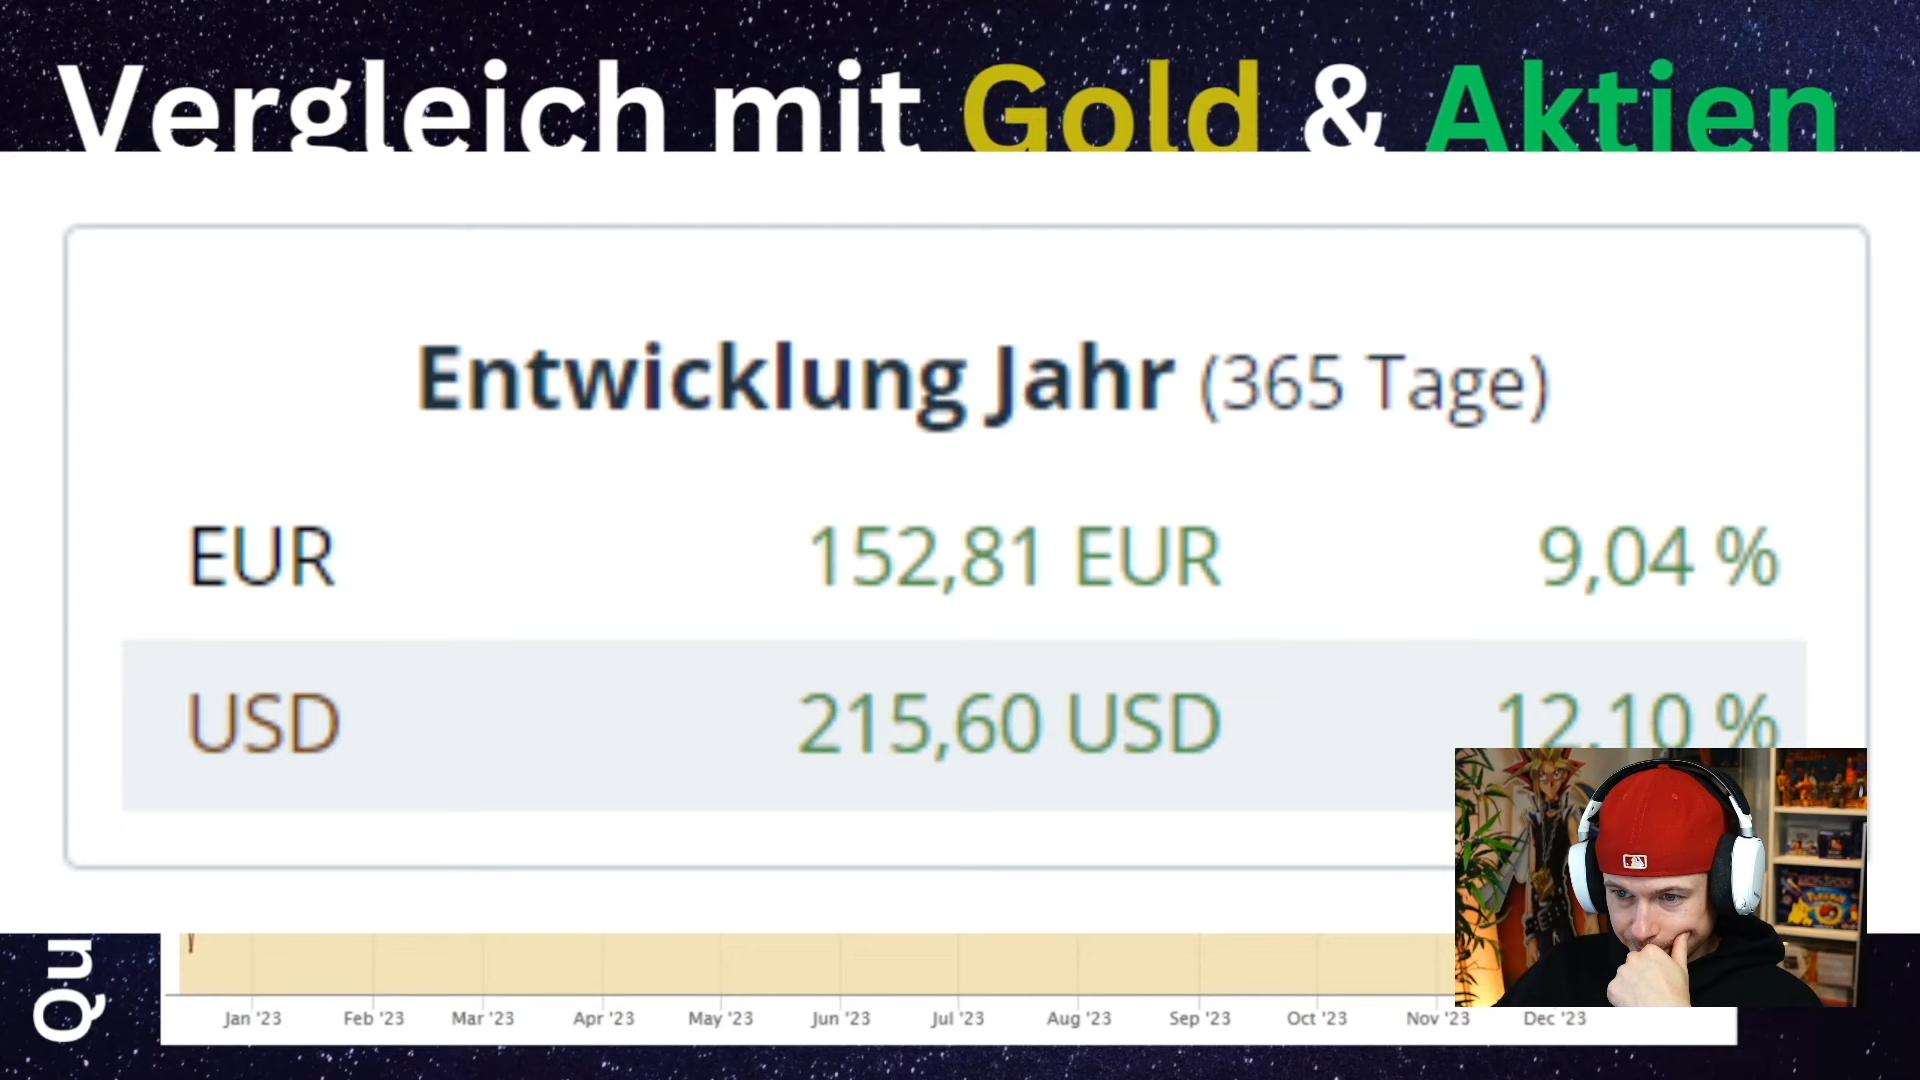 Vergleich mit Gold & Aktien
Entwicklung Jahr (365 Tage)
EUR 152,81 EUR 9,04 %
USD 215,60 USD 12,10 %
Qu
Jan '23 Feb '23 Mar '23 Apr '23 May '23 Jun '23 Jul '23 Aug '23 Sep '23 Oct '23 Nov '23 Dec '23